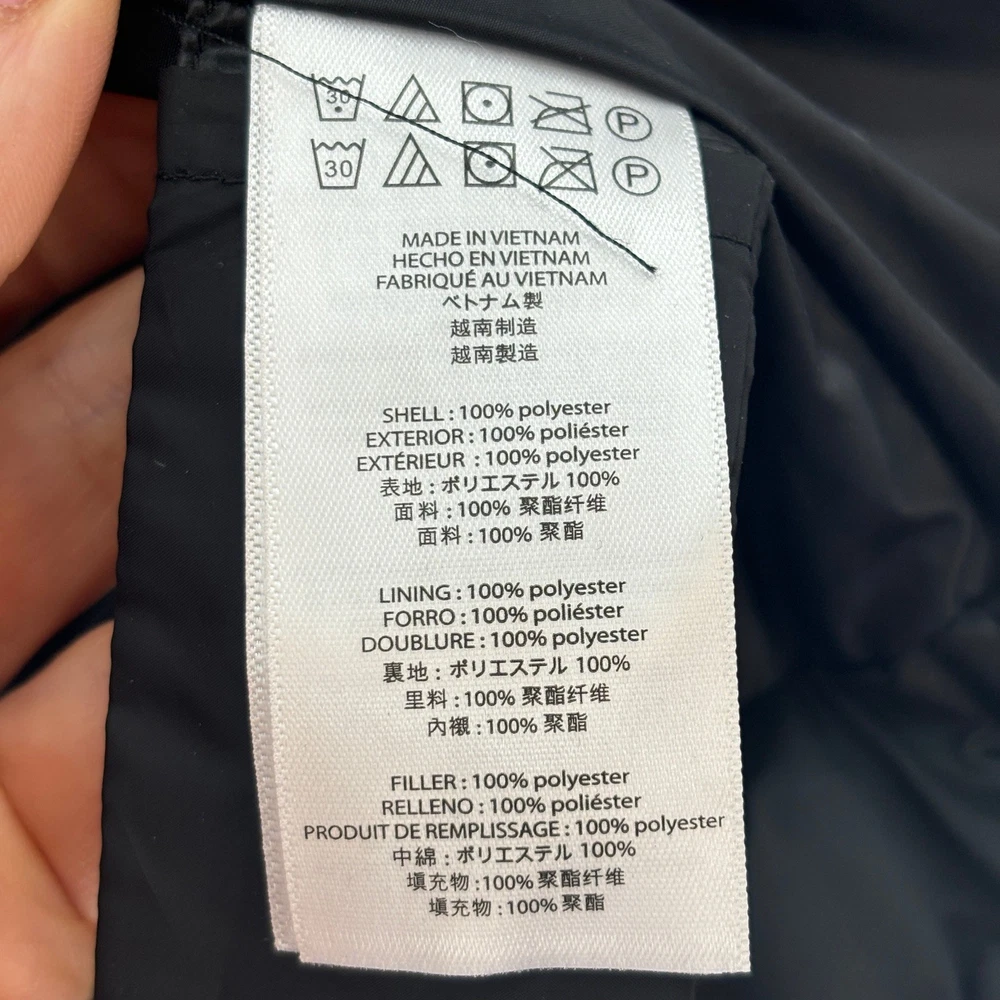 30 P
30 P
MADE IN VIETNAM
HECHO EN VIETNAM
FABRIQUÉ AU VIETNAM
ベトナム製
越南制造
越南製造
SHELL : 100% polyester
EXTERIOR : 100% poliéster
EXTÉRIEUR : 100% polyester
表地 : ポリエステル 100%
面料 : 100% 聚酯纤维
面料 : 100% 聚酯
LINING : 100% polyester
FORRO : 100% poliéster
DOUBLURE : 100% polyester
裏地 : ポリエステル 100%
里料 : 100% 聚酯纤维
內襯 : 100% 聚酯
FILLER : 100% polyester
RELLENO : 100% poliéster
PRODUIT DE REMPLISSAGE : 100% polyester
中綿 : ポリエステル 100%
填充物 : 100% 聚酯纤维
填充物 : 100% 聚酯